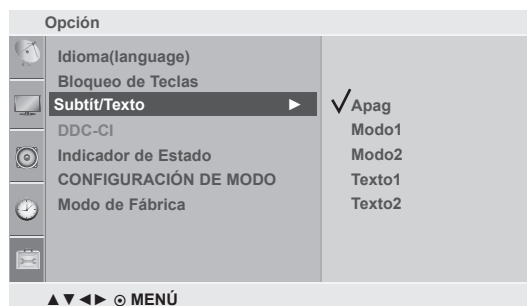 Opción
Idioma(language)
Bloqueo de Teclas
Subtít/Texto ►
DDC-CI
Indicador de Estado
CONFIGURACIÓN DE MODO
Modo de Fábrica
✓Apag
Modo1
Modo2
Texto1
Texto2
▲▼◄► ⊙ MENÚ